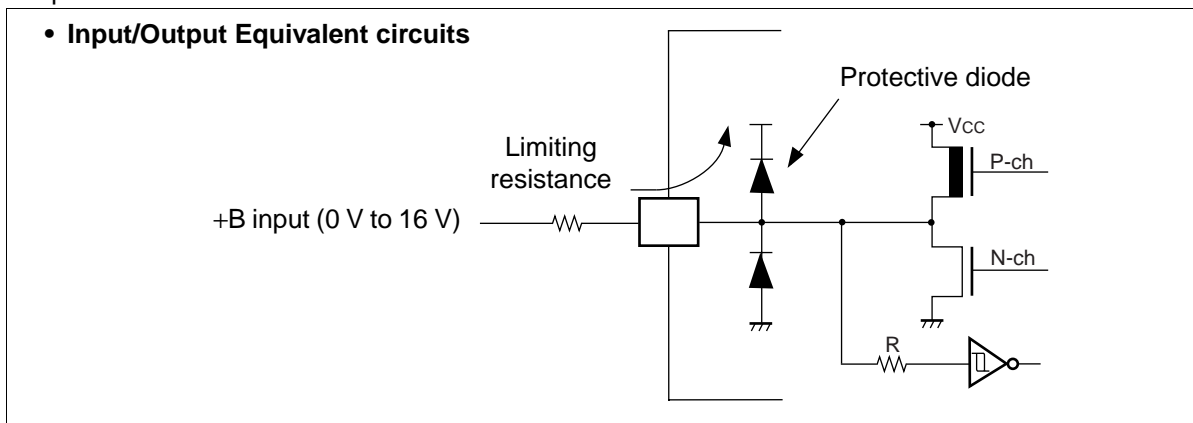 • Input/Output Equivalent circuits
Protective diode
Vcc
Limiting
resistance
P-ch
+B input (0 V to 16 V)
N-ch
R